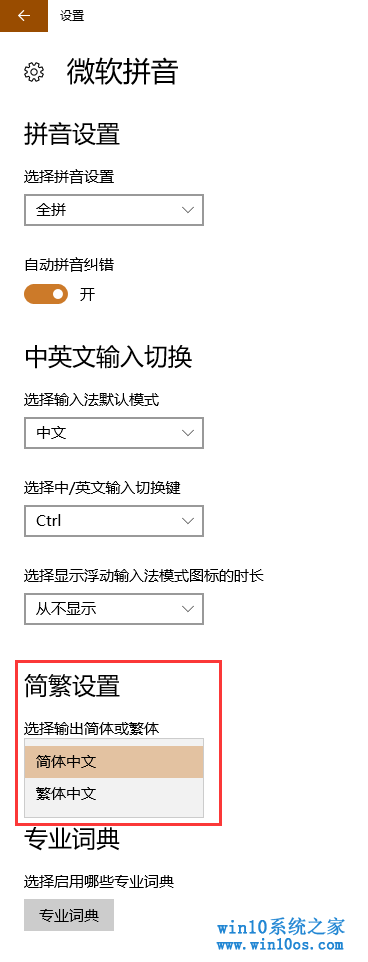 设置
微软拼音
拼音设置
选择拼音设置
全拼
自动拼音纠错
开
中英文输入切换
选择输入法默认模式
中文
选择中/英文输入切换键
Ctrl
选择显示浮动输入法模式图标的时长
从不显示
简繁设置
选择输出简体或繁体
简体中文
繁体中文
专业词典
选择启用哪些专业词典
专业词典
win10系统之家
www.win10os.com